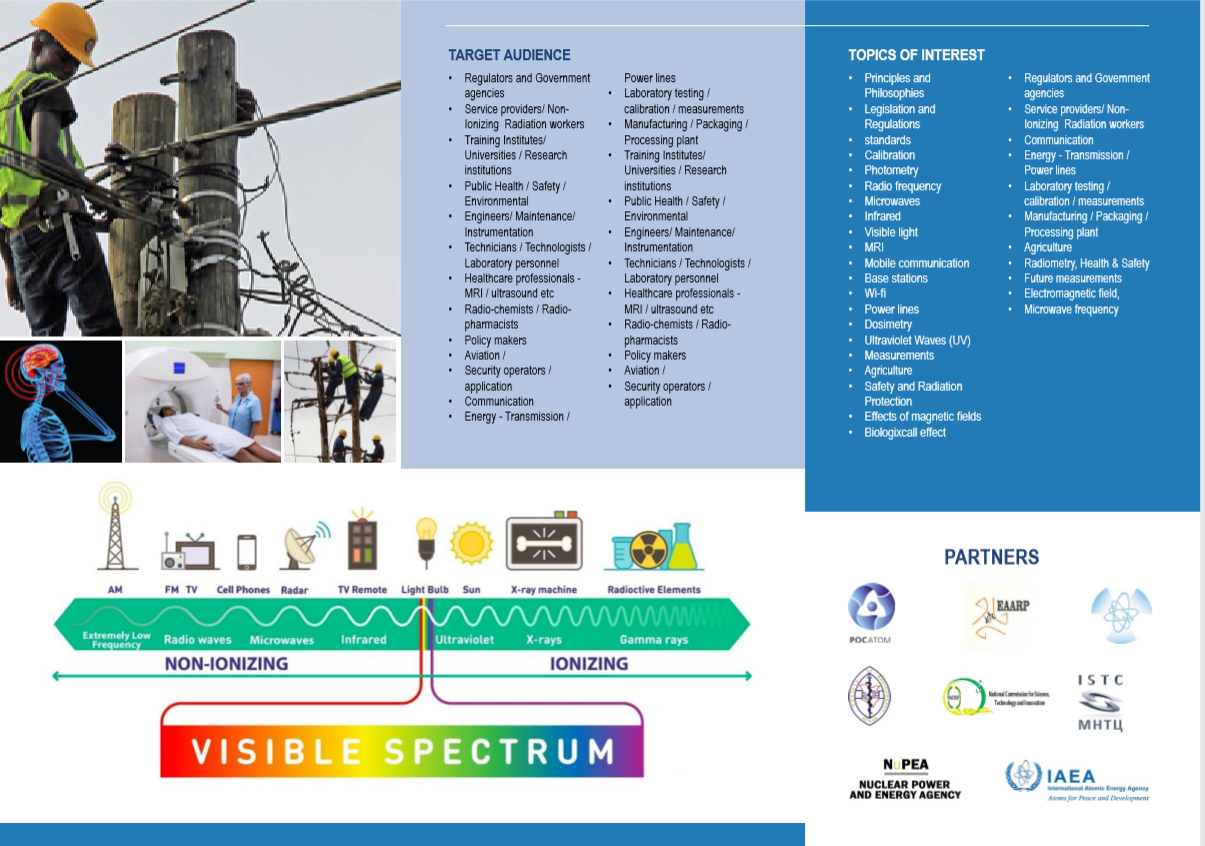 TARGET AUDIENCE
• Regulators and Government
agencies
• Service providers/ Non-
Ionizing Radiation workers
• Training Institutes/
Universities / Research
institutions
• Public Health / Safety /
Environmental
• Engineers/ Maintenance/
Instrumentation
• Technicians / Technologists /
Laboratory personnel
• Healthcare professionals -
MRI / ultrasound etc
• Radio-chemists / Radio-
pharmacists
• Policy makers
• Aviation /
• Security operators /
application
• Communication
• Energy - Transmission /
Power lines
• Laboratory testing /
calibration / measurements
• Manufacturing / Packaging /
Processing plant
• Training Institutes/
Universities / Research
institutions
• Public Health / Safety /
Environmental
• Engineers/ Maintenance/
Instrumentation
• Technicians / Technologists /
Laboratory personnel
• Healthcare professionals -
MRI / ultrasound etc
• Radio-chemists / Radio-
pharmacists
• Policy makers
• Aviation /
• Security operators /
application
TOPICS OF INTEREST
• Principles and
Philosophies
• Legislation and
Regulations
• standards
• Calibration
• Photometry
• Radio frequency
• Microwaves
• Infrared
• Visible light
• MRI
• Mobile communication
• Base stations
• Wi-fi
• Power lines
• Dosimetry
• Ultraviolet Waves (UV)
• Measurements
• Agriculture
• Safety and Radiation
Protection
• Effects of magnetic fields
• Biologixcall effect
• Regulators and Government
agencies
• Service providers/ Non-
Ionizing Radiation workers
• Communication
• Energy - Transmission /
Power lines
• Laboratory testing /
calibration / measurements
• Manufacturing / Packaging /
Processing plant
• Agriculture
• Radiometry, Health & Safety
• Future measurements
• Electromagnetic field,
• Microwave frequency
AM
FM TV
Cell Phones
Radar
TV Remote
Light Bulb
Sun
X-ray machine
Radioctive Elements
Extremely Low
Frequency
Radio waves
Microwaves
Infrared
Ultraviolet
X-rays
Gamma rays
NON-IONIZING
IONIZING
VISIBLE SPECTRUM
PARTNERS
РОСАТОМ
EAARP
National Commission for Science,
Technology and Innovation
ISTC
МНТЦ
NuPEA
NUCLEAR POWER
AND ENERGY AGENCY
IAEA
International Atomic Energy Agency
Atoms for Peace and Development